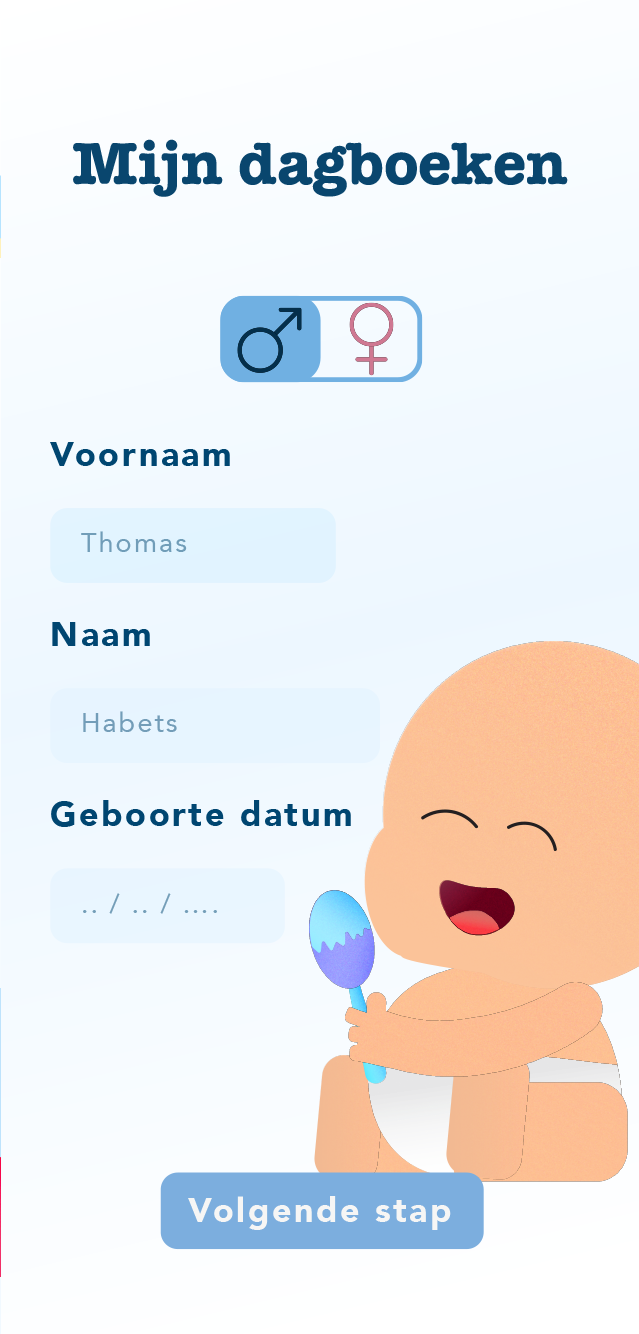 Mijn dagboeken
Voornaam
Thomas
Naam
Habets
Geboorte datum
.. / .. / ....
Volgende stap